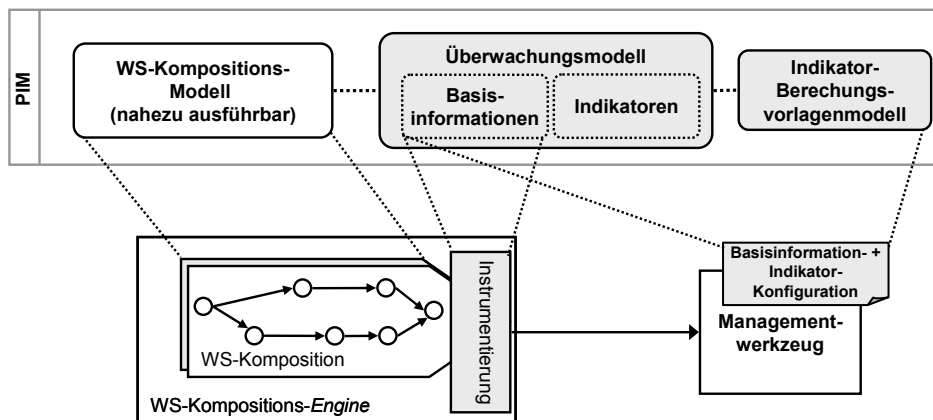 PIM
WS-Kompositions-
Modell
(nahezu ausführbar)
Überwachungsmodell
Basis-
informationen
Indikatoren
Indikator-
Berechungs-
vorlagenmodell
WS-Komposition
WS-Kompositions-Engine
Instrumentierung
Basisinformation- +
Indikator-
Konfiguration
Management-
werkzeug